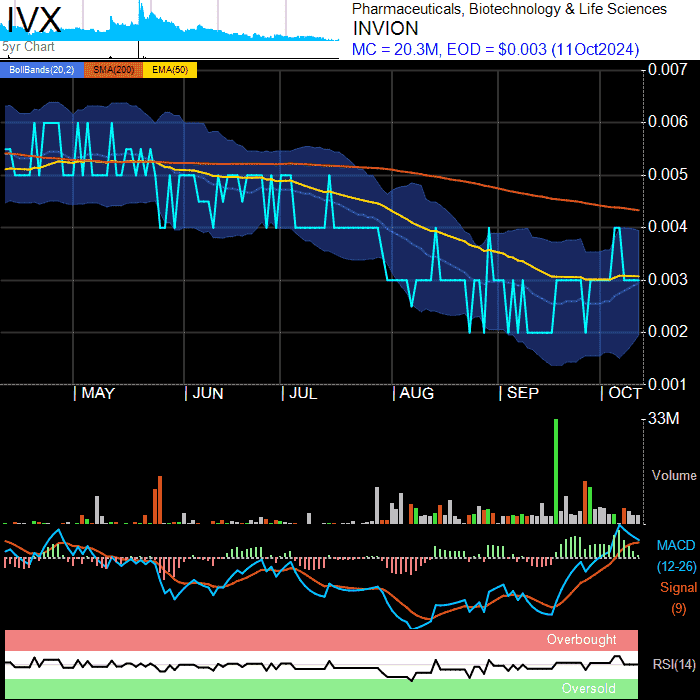 IVX
5yr Chart
Pharmaceuticals, Biotechnology & Life Sciences
INVION
MC = 20.3M, EOD = $0.003 (11Oct2024)
BollBands(20,2) SMA(200) EMA(50)
0.007
0.006
0.005
0.004
0.003
0.002
0.001
MAY JUN JUL AUG SEP OCT
33M
Volume
MACD
(12-26)
Signal
(9)
Overbought
RSI(14)
Oversold